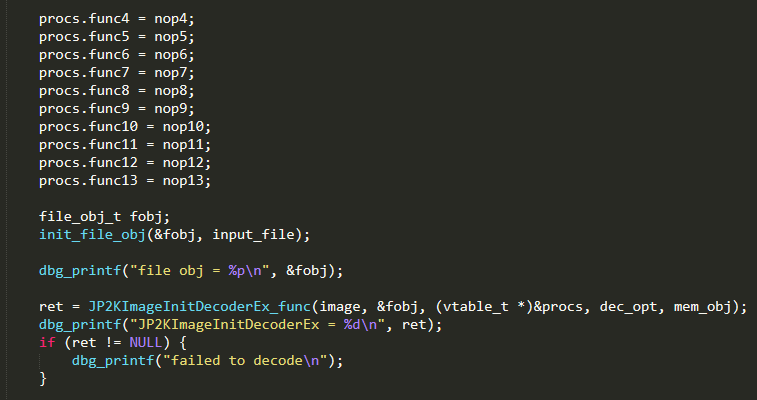 procs.func4 = nop4;
procs.func5 = nop5;
procs.func6 = nop6;
procs.func7 = nop7;
procs.func8 = nop8;
procs.func9 = nop9;
procs.func10 = nop10;
procs.func11 = nop11;
procs.func12 = nop12;
procs.func13 = nop13;
file_obj_t fobj;
init_file_obj(&fobj, input_file);
dbg_printf("file obj = %p\n", &fobj);
ret = JP2KImageInitDecoderEx_func(image, &fobj, (vtable_t *)&procs, dec_opt, mem_obj);
dbg_printf("JP2KImageInitDecoderEx = %d\n", ret);
if (ret != NULL) {
    dbg_printf("failed to decode\n");
}